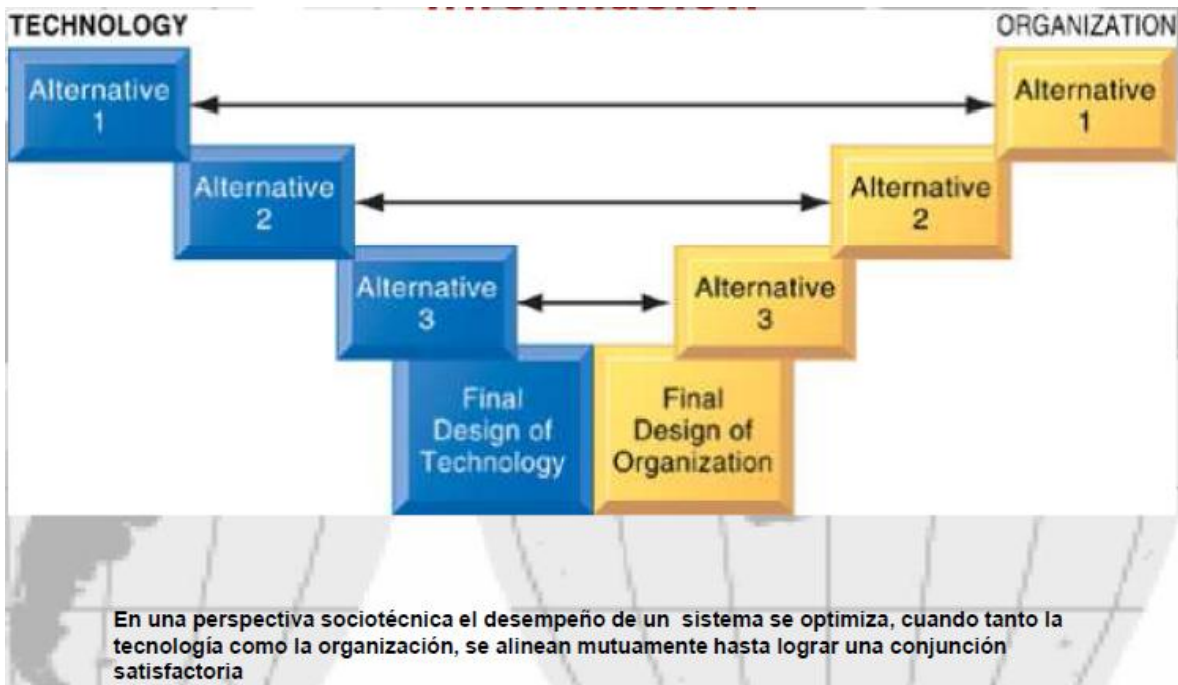 TECHNOLOGY
ORGANIZATION
Alternative
1
Alternative
1
Alternative
2
Alternative
2
Alternative
3
Alternative
3
Final
Design of
Technology
Final
Design of
Organization
En una perspectiva sociotécnica el desempeño de un sistema se optimiza, cuando tanto la
tecnología como la organización, se alinean mutuamente hasta lograr una conjunción
satisfactoria